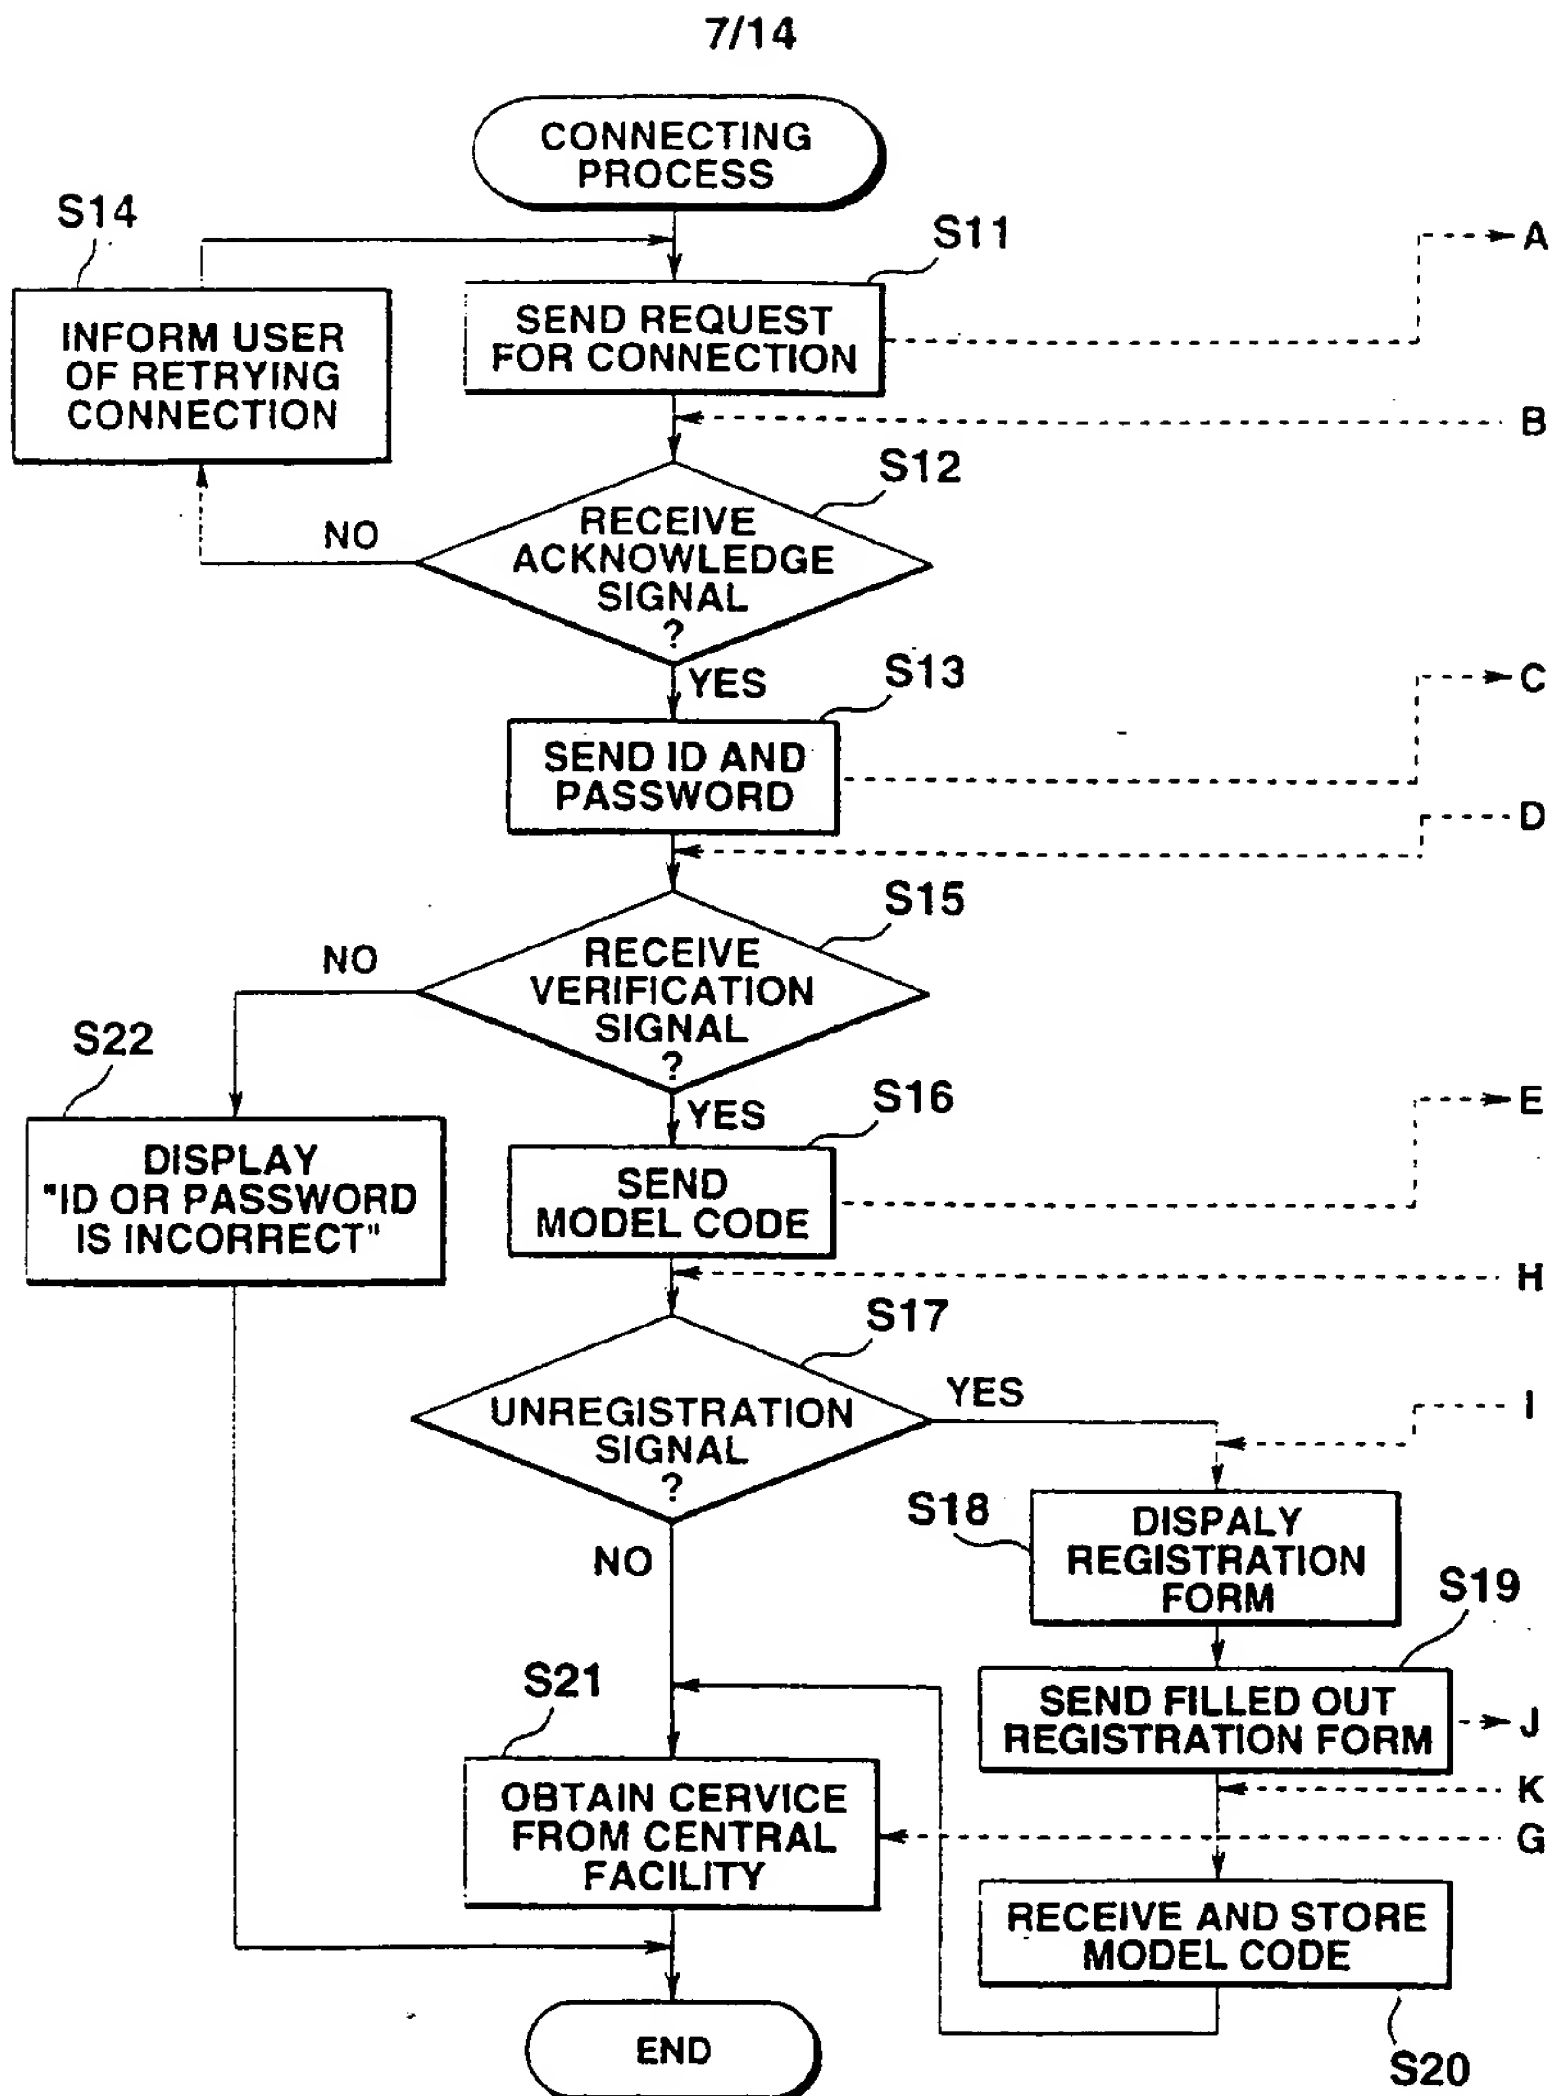 7/14
CONNECTING
PROCESS
S14
S11
A
INFORM USER
OF RETRYING
CONNECTION
SEND REQUEST
FOR CONNECTION
B
S12
RECEIVE
ACKNOWLEDGE
SIGNAL
?
NO
YES
S13
C
SEND ID AND
PASSWORD
D
S15
RECEIVE
VERIFICATION
SIGNAL
?
NO
YES
S22
S16
E
DISPLAY
"ID OR PASSWORD
IS INCORRECT"
SEND
MODEL CODE
H
S17
UNREGISTRATION
SIGNAL
?
YES
I
NO
S18
DISPALY
REGISTRATION
FORM
S19
SEND FILLED OUT
REGISTRATION FORM
J
S21
K
OBTAIN CERVICE
FROM CENTRAL
FACILITY
G
RECEIVE AND STORE
MODEL CODE
S20
END